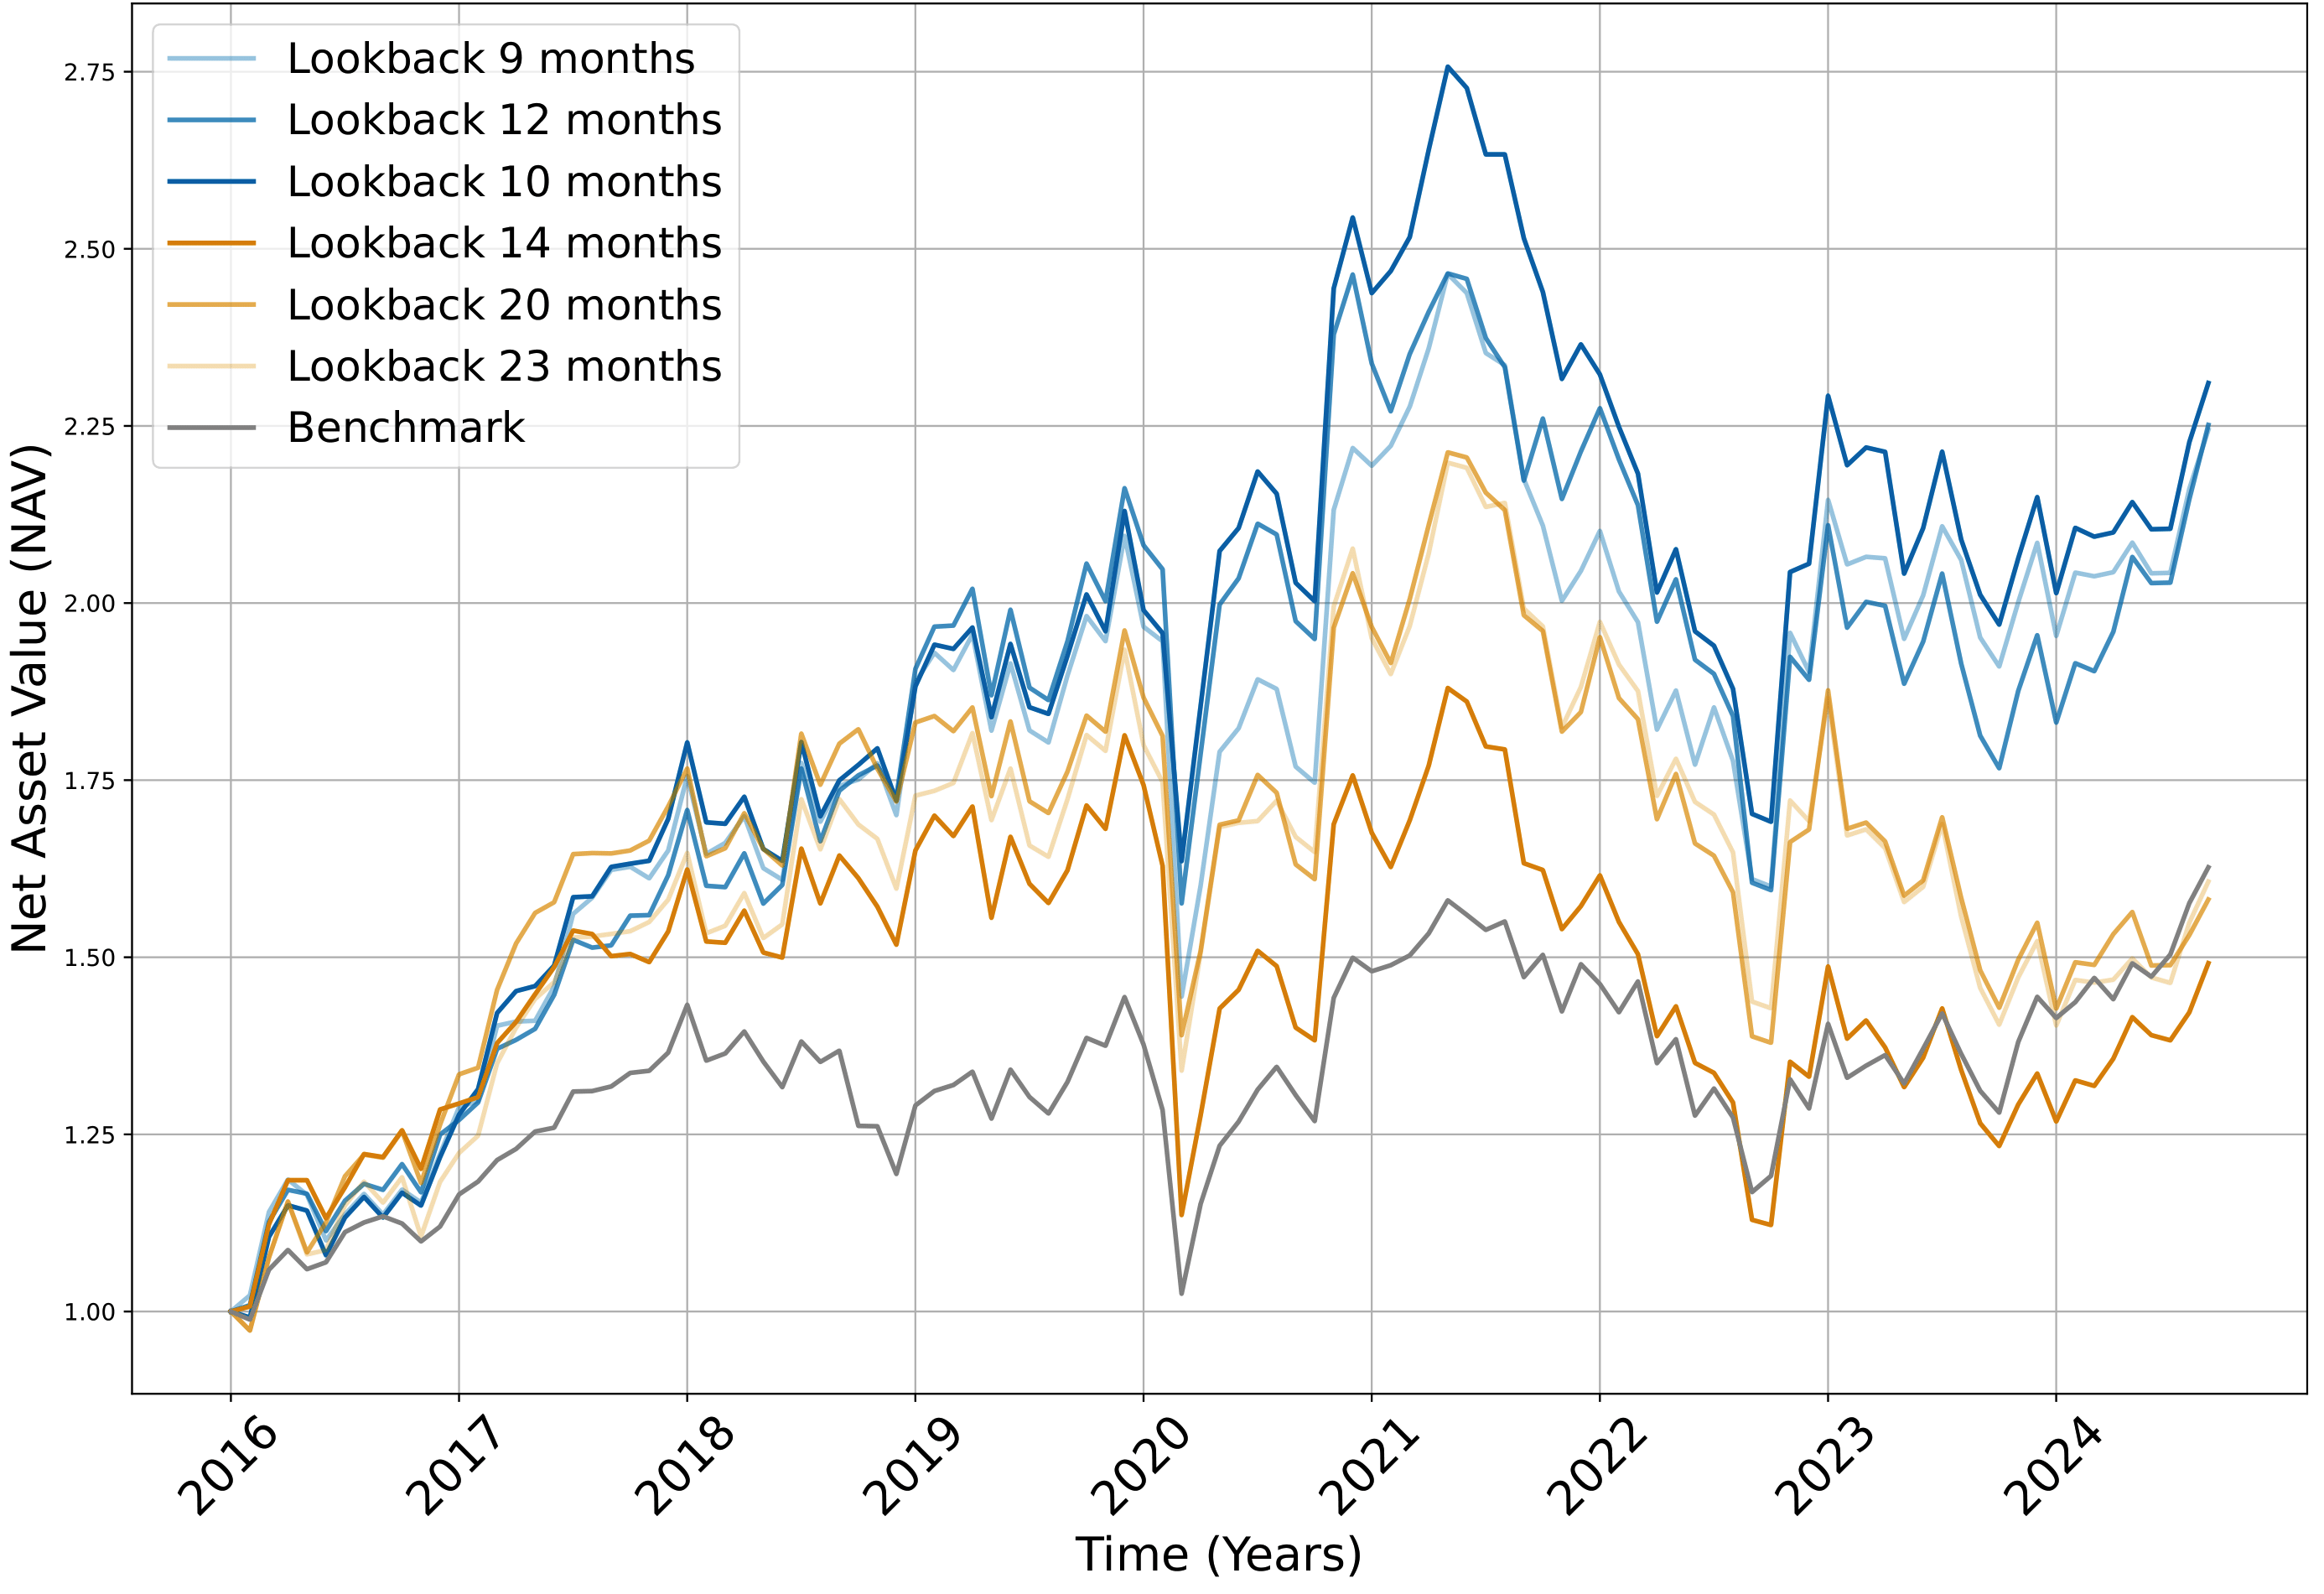 Lookback 9 months
Lookback 12 months
Lookback 10 months
Lookback 14 months
Lookback 20 months
Lookback 23 months
Benchmark
Net Asset Value (NAV)
2.75
2.50
2.25
2.00
1.75
1.50
1.25
1.00
2016
2017
2018
2019
2020
2021
2022
2023
2024
Time (Years)